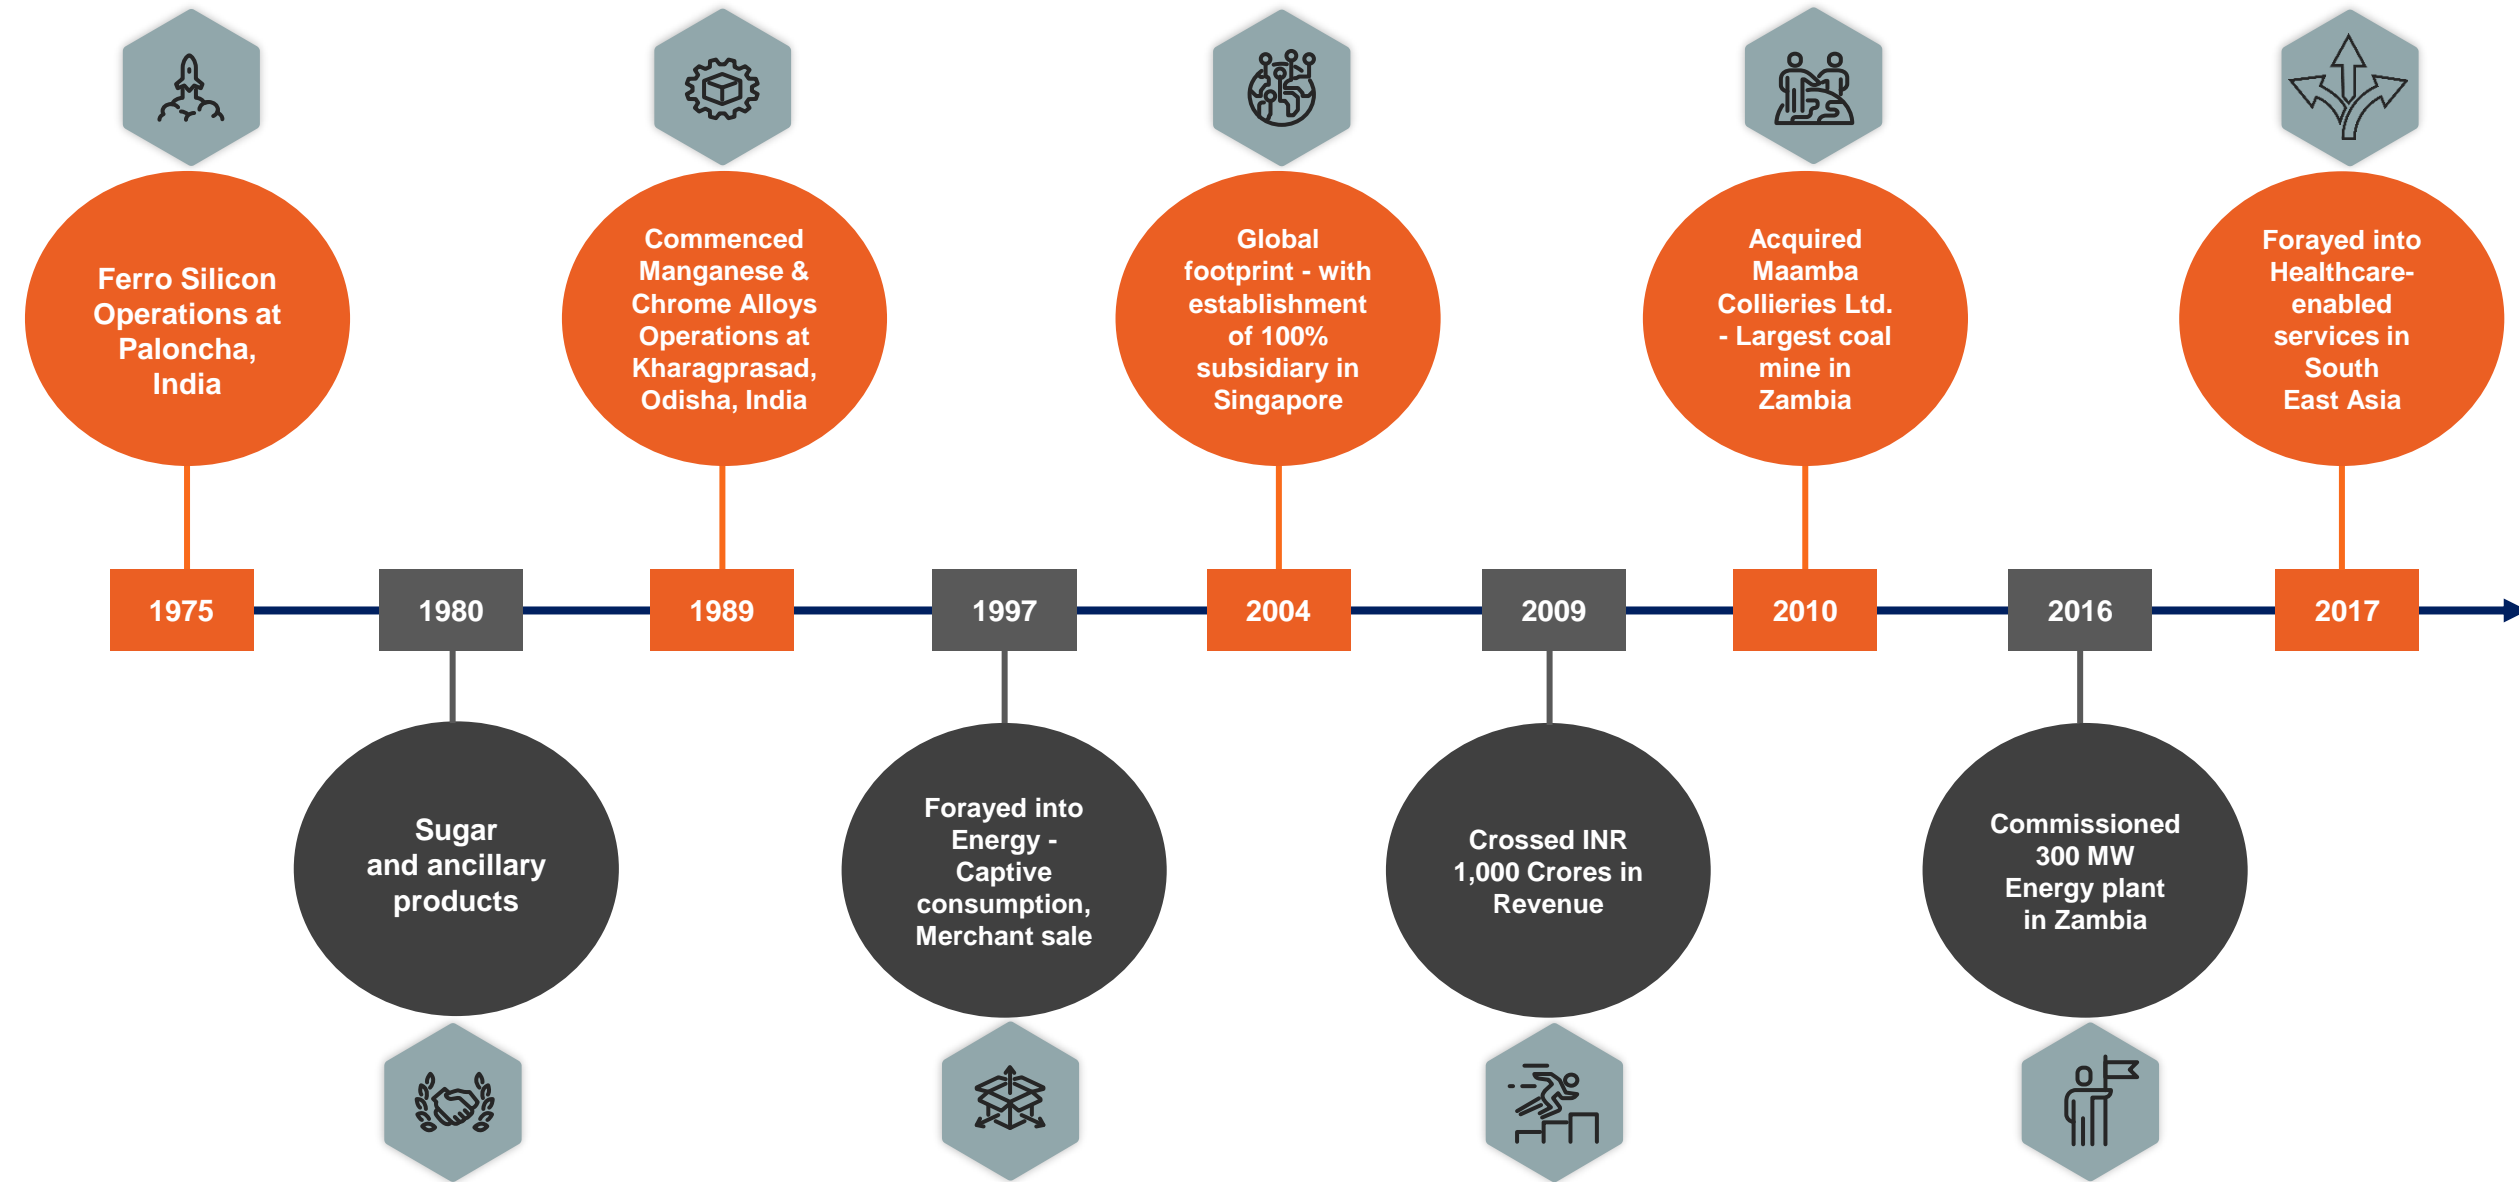 Ferro Silicon
Operations at
Paloncha,
India
Commenced
Manganese &
Chrome Alloys
Operations at
Kharagprasad,
Odisha, India
Global
footprint - with
establishment
of 100%
subsidiary in
Singapore
Acquired
Maamba
Collieries Ltd.
- Largest coal
mine in
Zambia
Forayed into
Healthcare-
enabled
services in
South
East Asia
1975
1980
1989
1997
2004
2009
2010
2016
2017
Sugar
and ancillary
products
Forayed into
Energy -
Captive
consumption,
Merchant sale
Crossed INR
1,000 Crores in
Revenue
Commissioned
300 MW
Energy plant
in Zambia